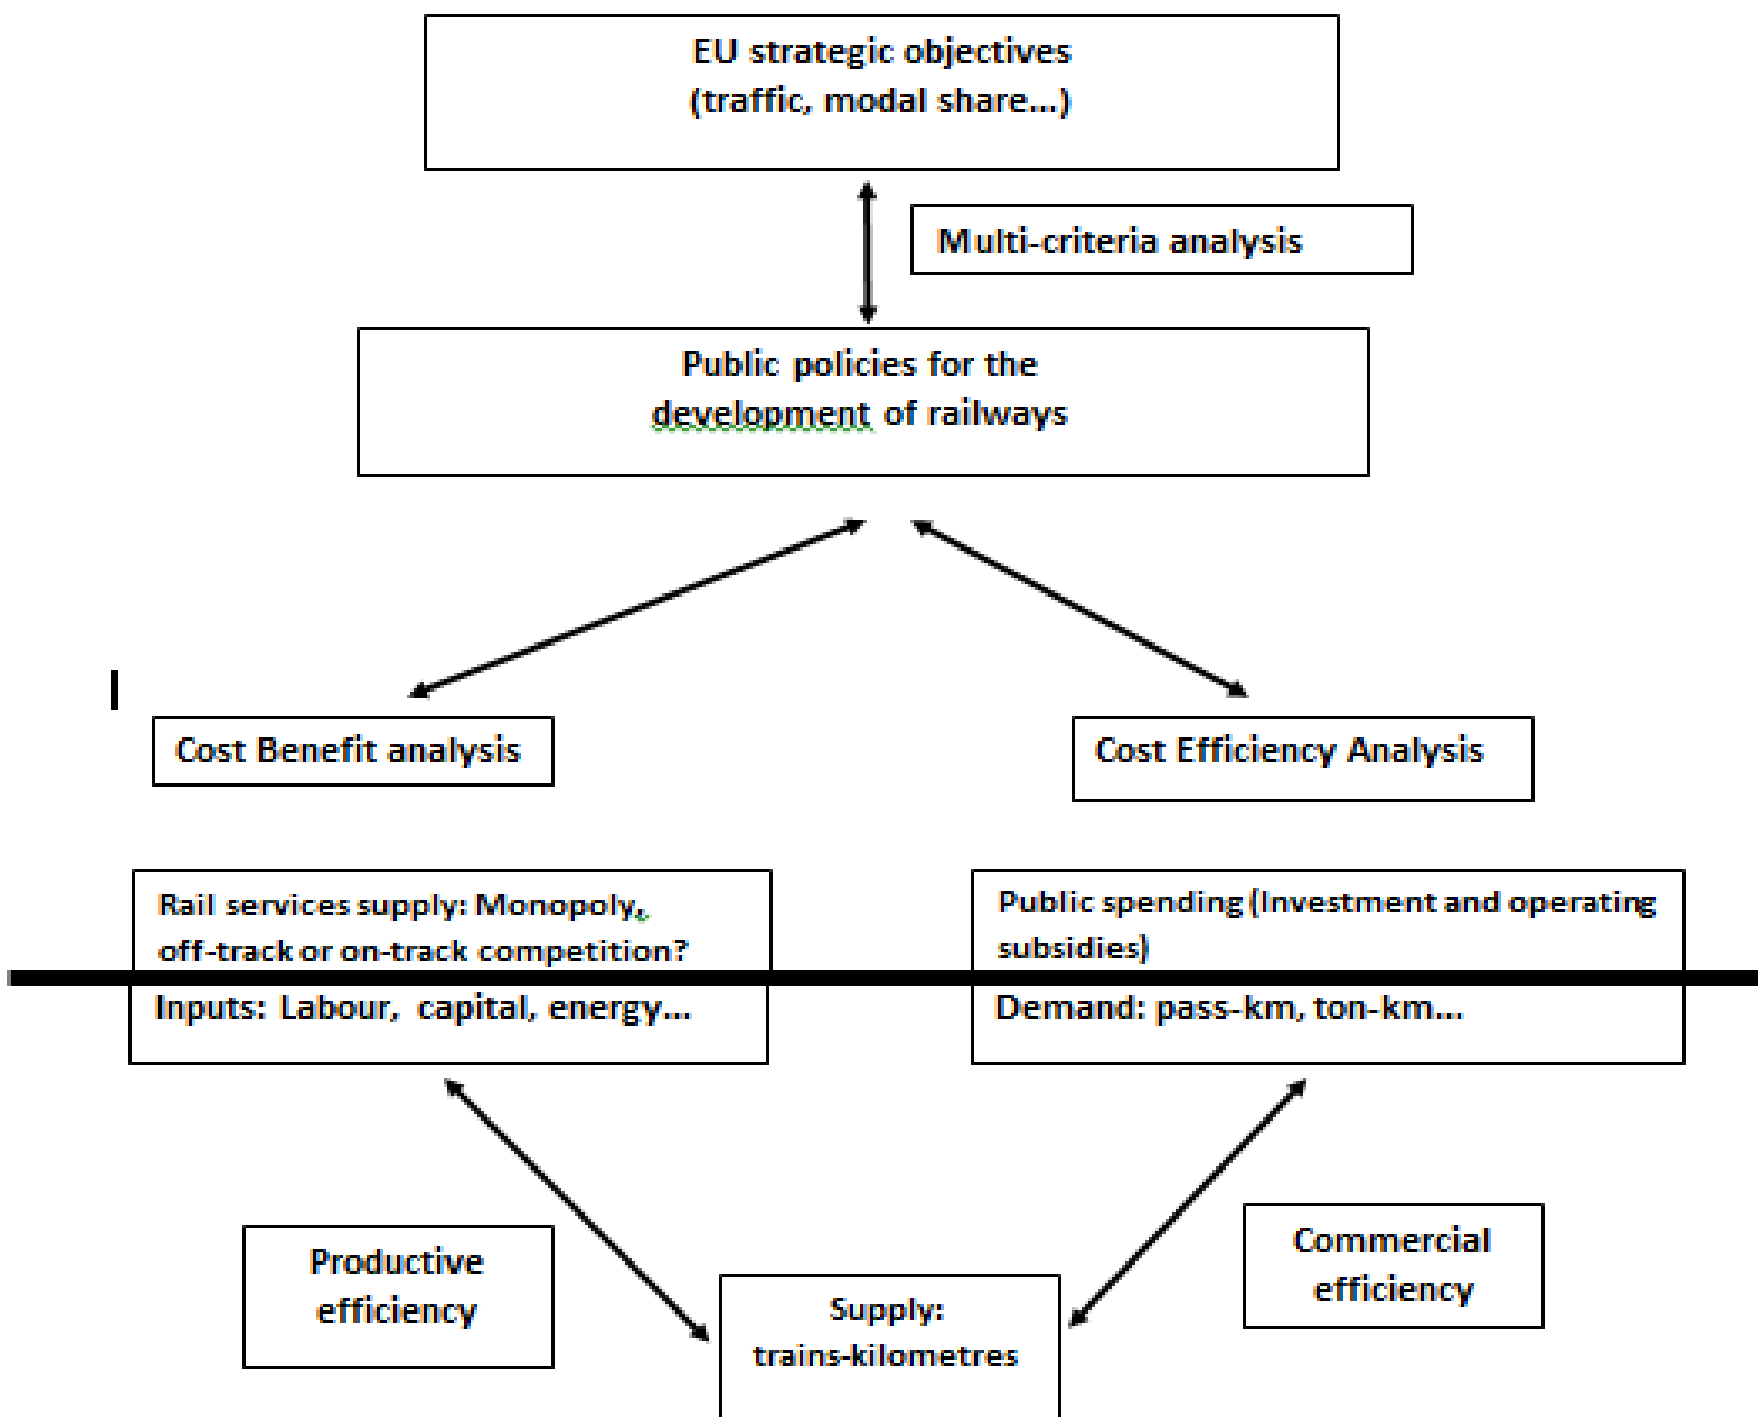 EU strategic objectives
(traffic, modal share...)
Multi-criteria analysis
Public policies for the
development of railways
Cost Benefit analysis
Cost Efficiency Analysis
Rail services supply: Monopoly,
off-track or on-track competition?
Public spending (Investment and operating
subsidies)
Inputs: Labour, capital, energy...
Demand: pass-km, ton-km...
Productive
efficiency
Commercial
efficiency
Supply:
trains-kilometres